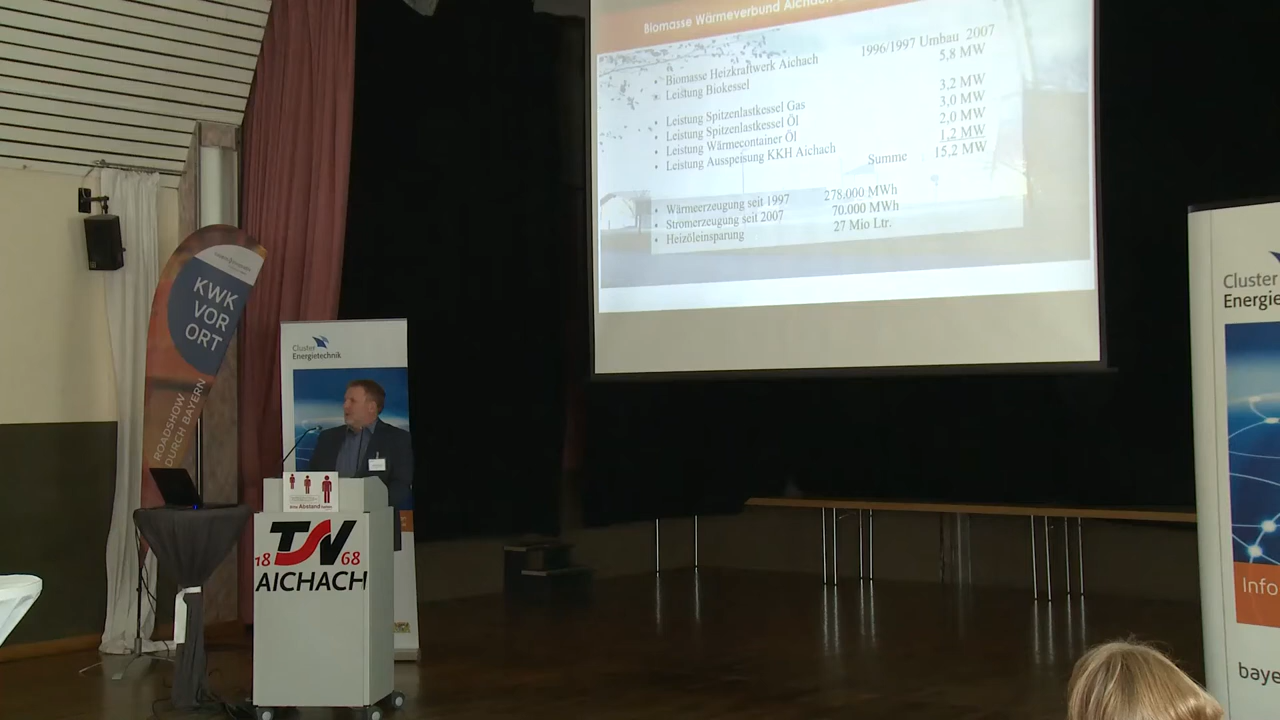 Biomasse Wärmeverbund Aichach
1996/1997 Umbau 2007
Biomasse Heizkraftwerk Aichach
Leistung Biokessel 5,8 MW
Leistung Spitzenlastkessel Gas 3,2 MW
Leistung Spitzenlastkessel Öl 3,0 MW
Leistung Wärmecontainer Öl 2,0 MW
Leistung Ausspeisung KKH Aichach 1,2 MW
Summe 15,2 MW
Wärmeerzeugung seit 1997 278.000 MWh
Stromerzeugung seit 2007 70.000 MWh
Heizöleinsparung 27 Mio Ltr.
KWK
VOR
ORT
ROADSHOW
DURCH BAYERN
Cluster
Energietechnik
Abstand
TSV
18 68
AICHACH
Cluster
Energie
Info
baye